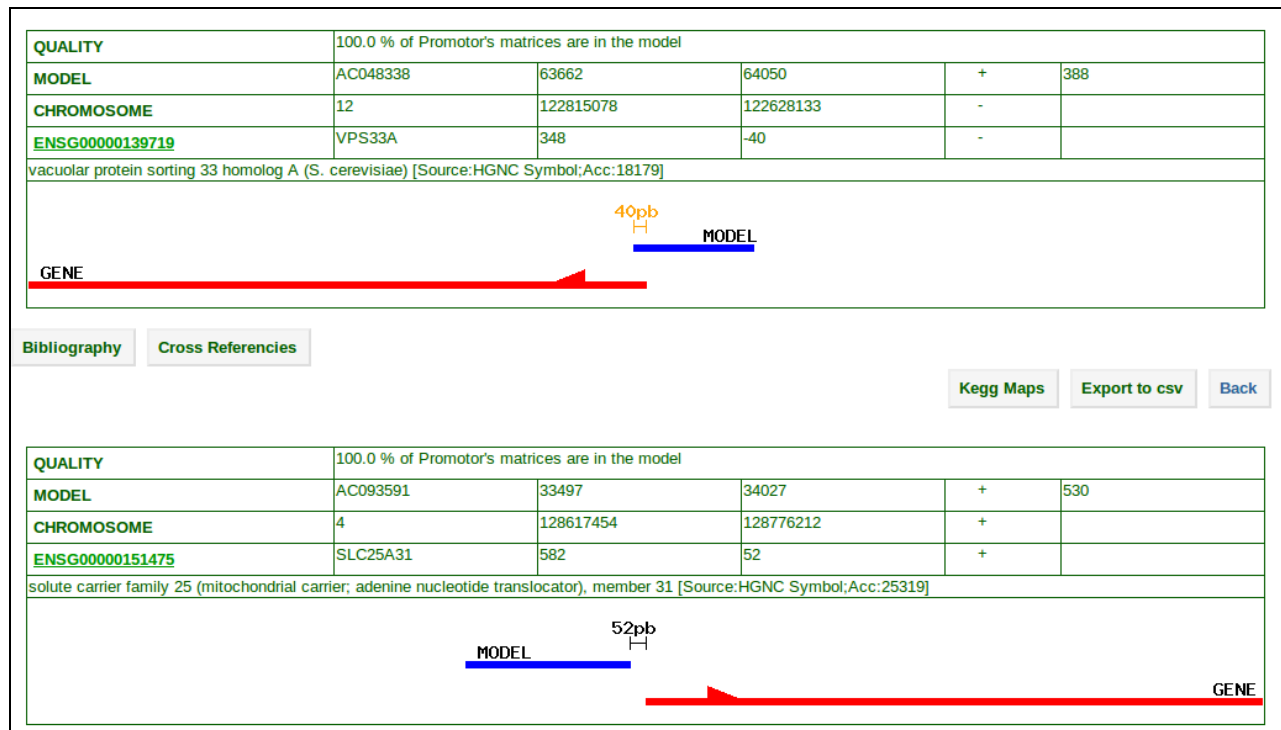 QUALITY 100.0 % of Promotor's matrices are in the model
MODEL AC048338 63662 64050 + 388
CHROMOSOME 12 122815078 122628133 -
ENSG00000139719 VPS33A 348 -40 -
vacuolar protein sorting 33 homolog A (S. cerevisiae) [Source:HGNC Symbol;Acc:18179]
40pb
MODEL
GENE
Bibliography Cross Referencies
Kegg Maps Export to csv Back
QUALITY 100.0 % of Promotor's matrices are in the model
MODEL AC093591 33497 34027 + 530
CHROMOSOME 4 128617454 128776212 +
ENSG00000151475 SLC25A31 582 52 +
solute carrier family 25 (mitochondrial carrier; adenine nucleotide translocator), member 31 [Source:HGNC Symbol;Acc:25319]
52pb
MODEL
GENE